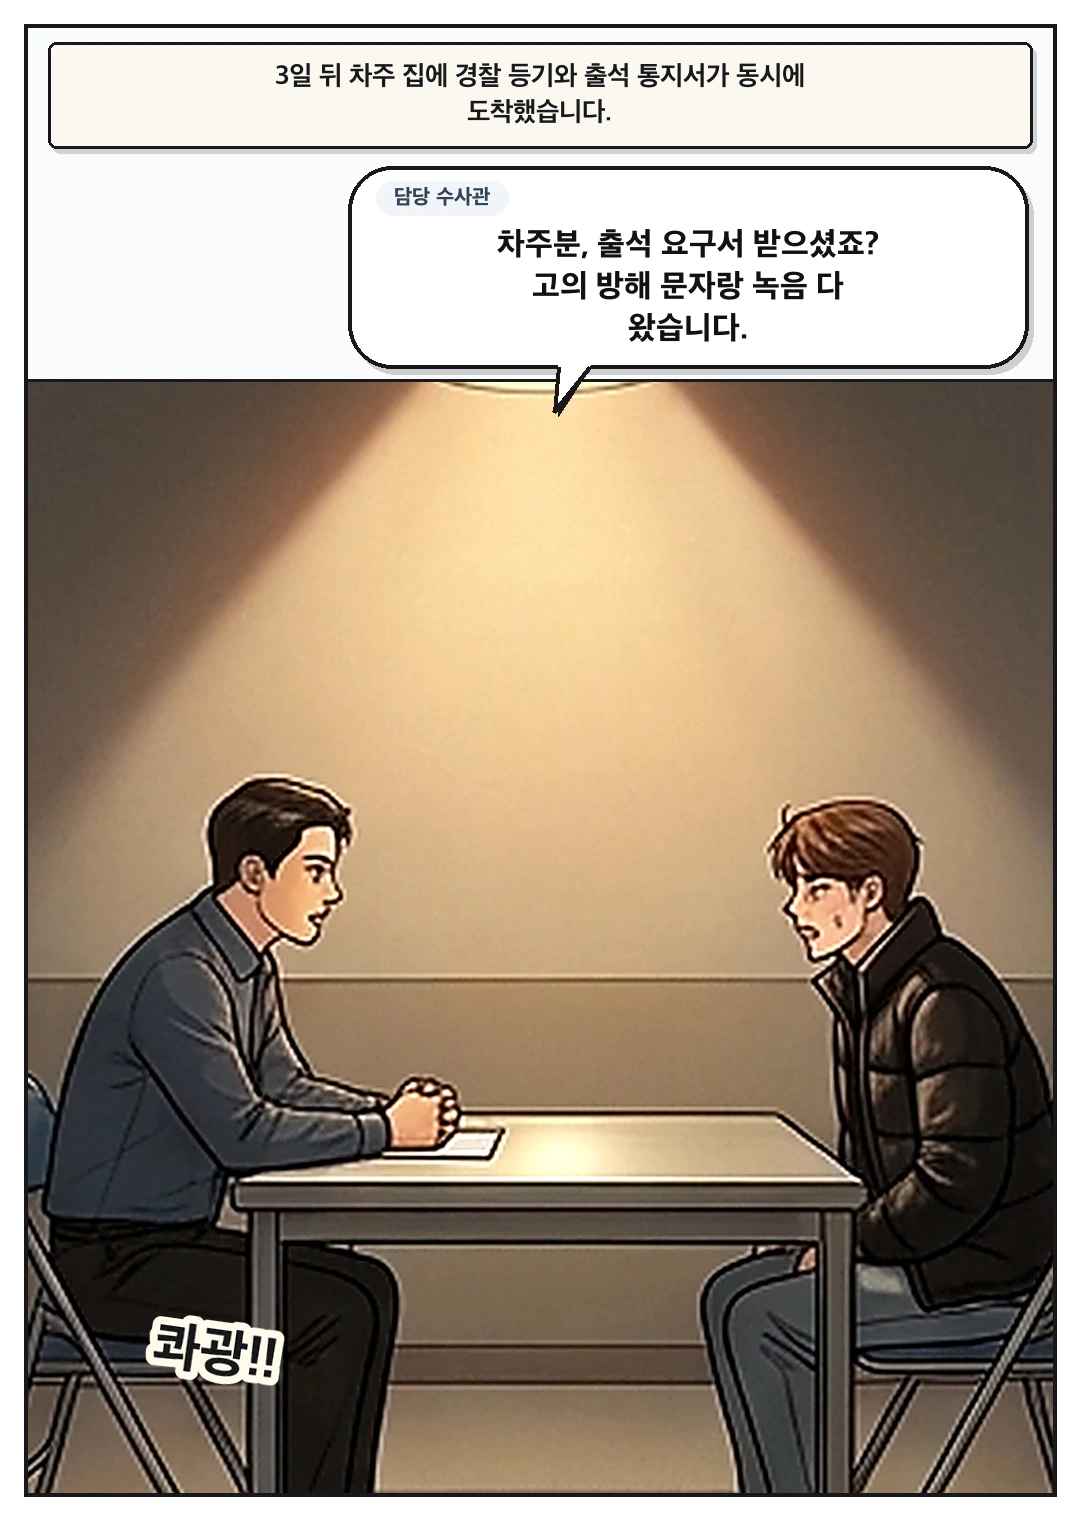 3일 뒤 차주 집에 경찰 등기와 출석 통지서가 동시에
도착했습니다.
담당 수사관
차주분, 출석 요구서 받으셨죠?
고의 방해 문자랑 녹음 다
왔습니다.
콰광!!